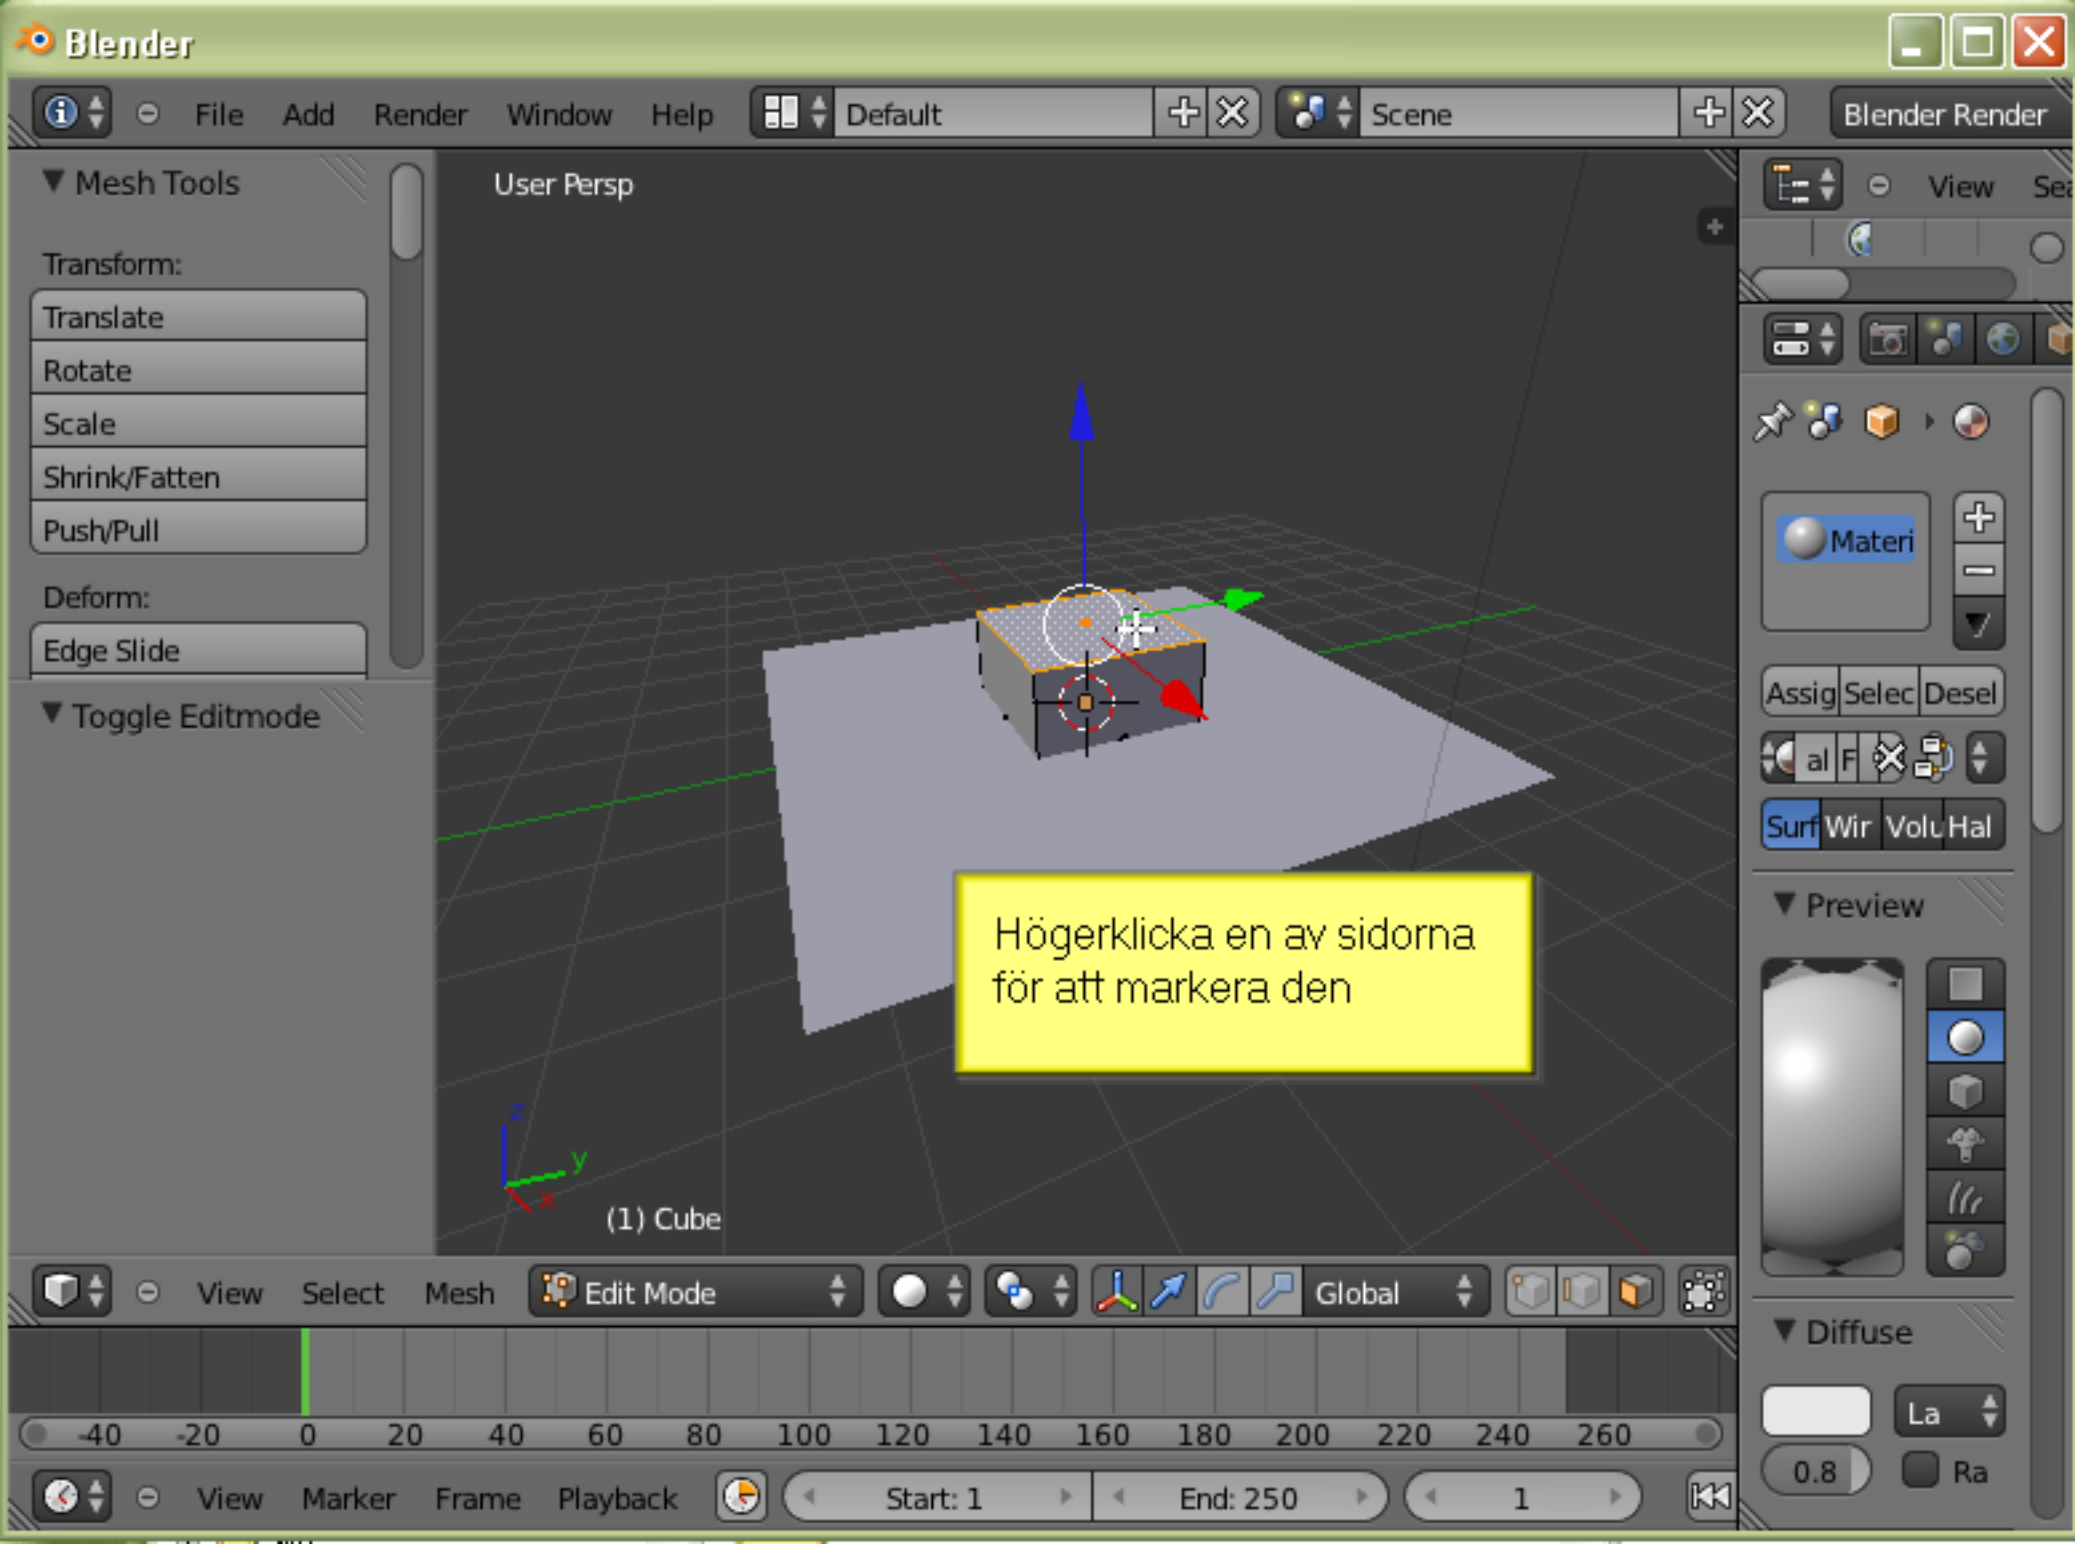 Blender
File Add Render Window Help Default Scene Blender Render
Mesh Tools
User Persp
View
Transform:
Translate
Rotate
Scale
Shrink/Fatten
Push/Pull
Deform:
Edge Slide
Toggle Editmode
Materi
Assig Selec Desel
al F
Surf Wir Volu Hal
Preview
Högerklicka en av sidorna
för att markera den
z
y
x
(1) Cube
View Select Mesh Edit Mode Global
Diffuse
La
0.8 Ra
-40 -20 0 20 40 60 80 100 120 140 160 180 200 220 240 260
View Marker Frame Playback Start: 1 End: 250 1